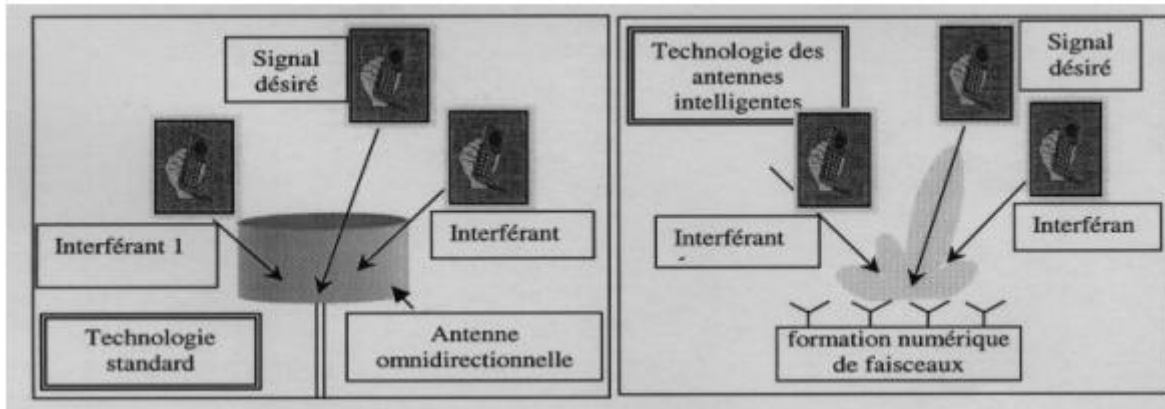 Signal
désiré
Interférant 1
Interférant
Technologie
standard
Antenne
omnidirectionnelle
Technologie des
antennes
intelligentes
Signal
désiré
Interférant
Interféran
formation numérique
de faisceaux